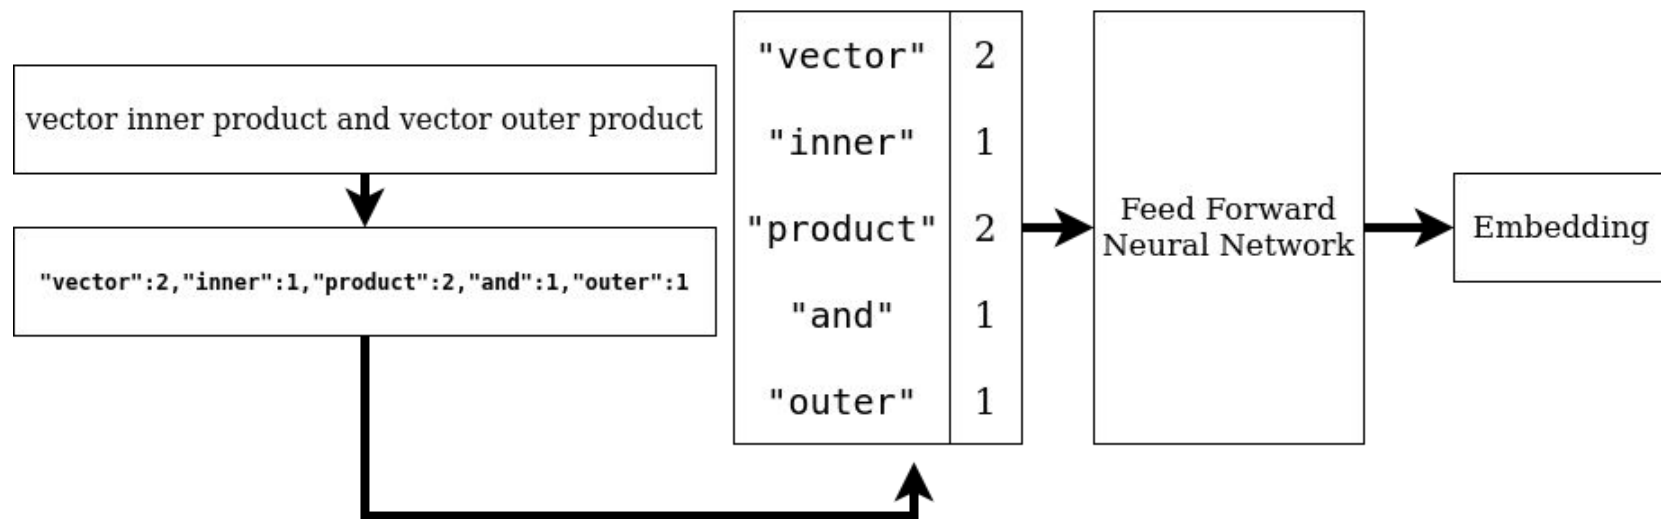 vector inner product and vector outer product
"vector":2,"inner":1,"product":2,"and":1,"outer":1
"vector" 2
"inner" 1
"product" 2
"and" 1
"outer" 1
Feed Forward
Neural Network
Embedding